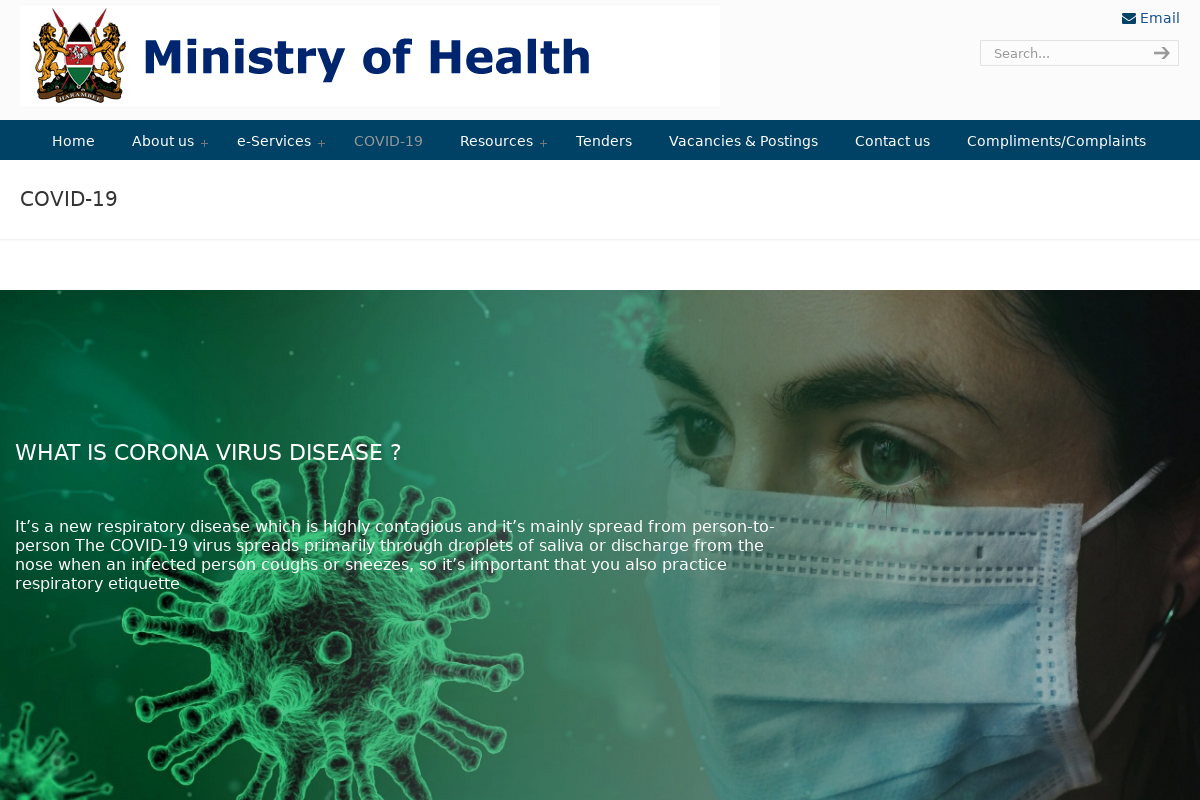 HARAMBEE
Ministry of Health
Email
Search...
Home
About us
e-Services
COVID-19
Resources
Tenders
Vacancies & Postings
Contact us
Compliments/Complaints
COVID-19
WHAT IS CORONA VIRUS DISEASE ?
It’s a new respiratory disease which is highly contagious and it’s mainly spread from person-to-
person The COVID-19 virus spreads primarily through droplets of saliva or discharge from the
nose when an infected person coughs or sneezes, so it’s important that you also practice
respiratory etiquette